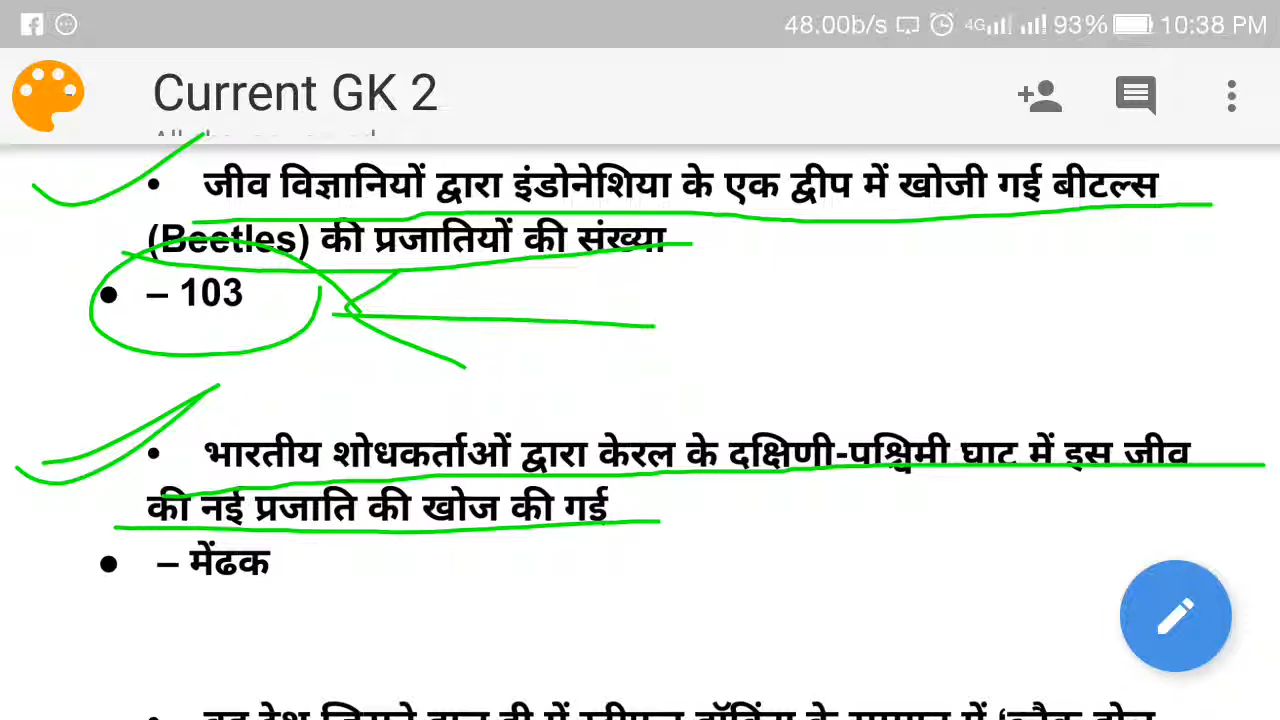 48.00b/s 4G 93% 10:38 PM
Current GK 2
• जीव विज्ञानियों द्वारा इंडोनेशिया के एक द्वीप में खोजी गई बीटल्स
(Beetles) की प्रजातियों की संख्या
● – 103
• भारतीय शोधकर्ताओं द्वारा केरल के दक्षिणी-पश्चिमी घाट में इस जीव
की नई प्रजाति की खोज की गई
● – मेंढक